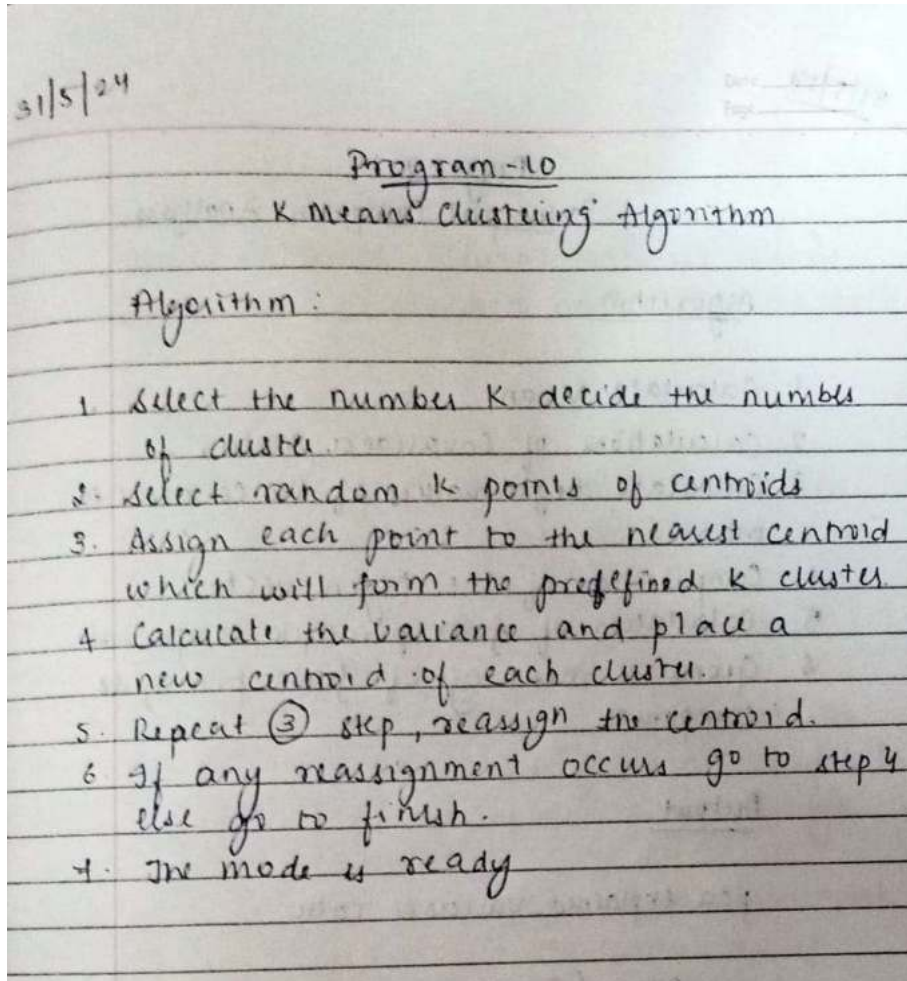 31/5/24
Date
Page
Program-10
K Means Clustering Algorithm
Algorithm :
1 Select the number K decide the number
of cluster
2. Select random K points of centroids
3. Assign each point to the nearest centroid
which will form the predefined K cluster
4 Calculate the variance and place a
new centroid of each cluster.
5. Repeat ③ step, reassign the centroid.
6 If any reassignment occurs go to step 4
else go to finish.
7. The mode is ready